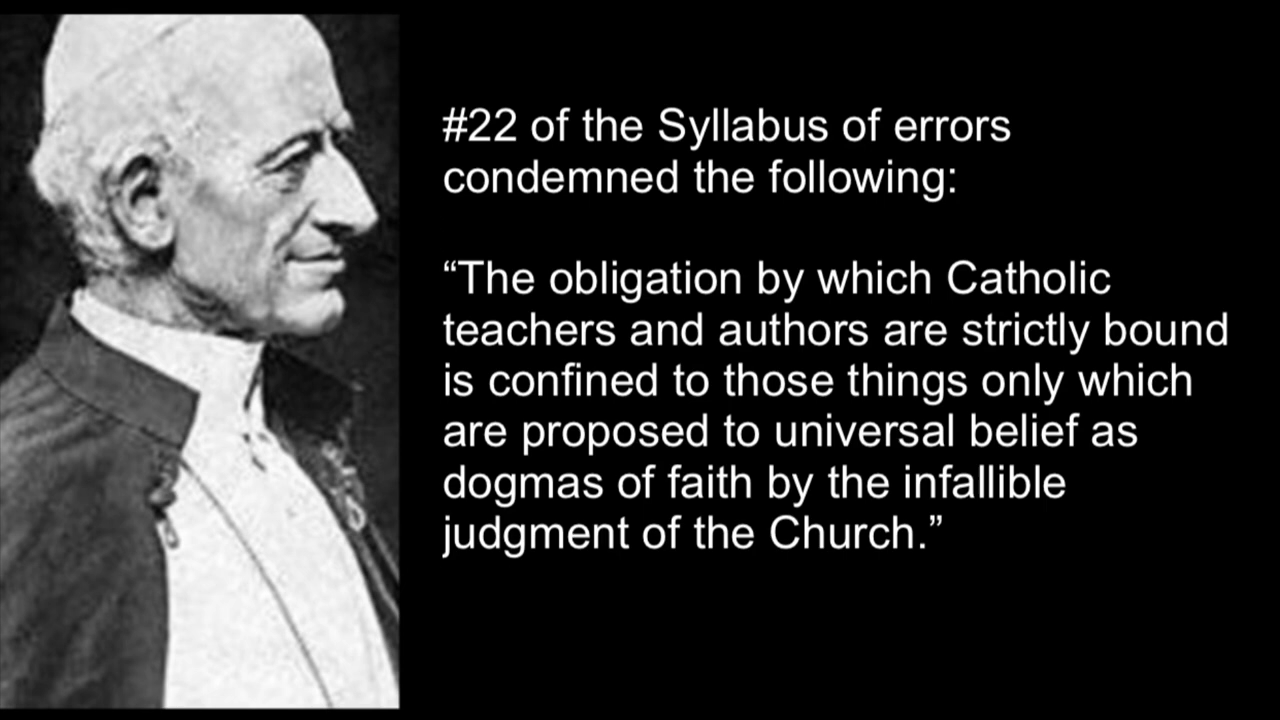 #22 of the Syllabus of errors
condemned the following:
“The obligation by which Catholic
teachers and authors are strictly bound
is confined to those things only which
are proposed to universal belief as
dogmas of faith by the infallible
judgment of the Church.”